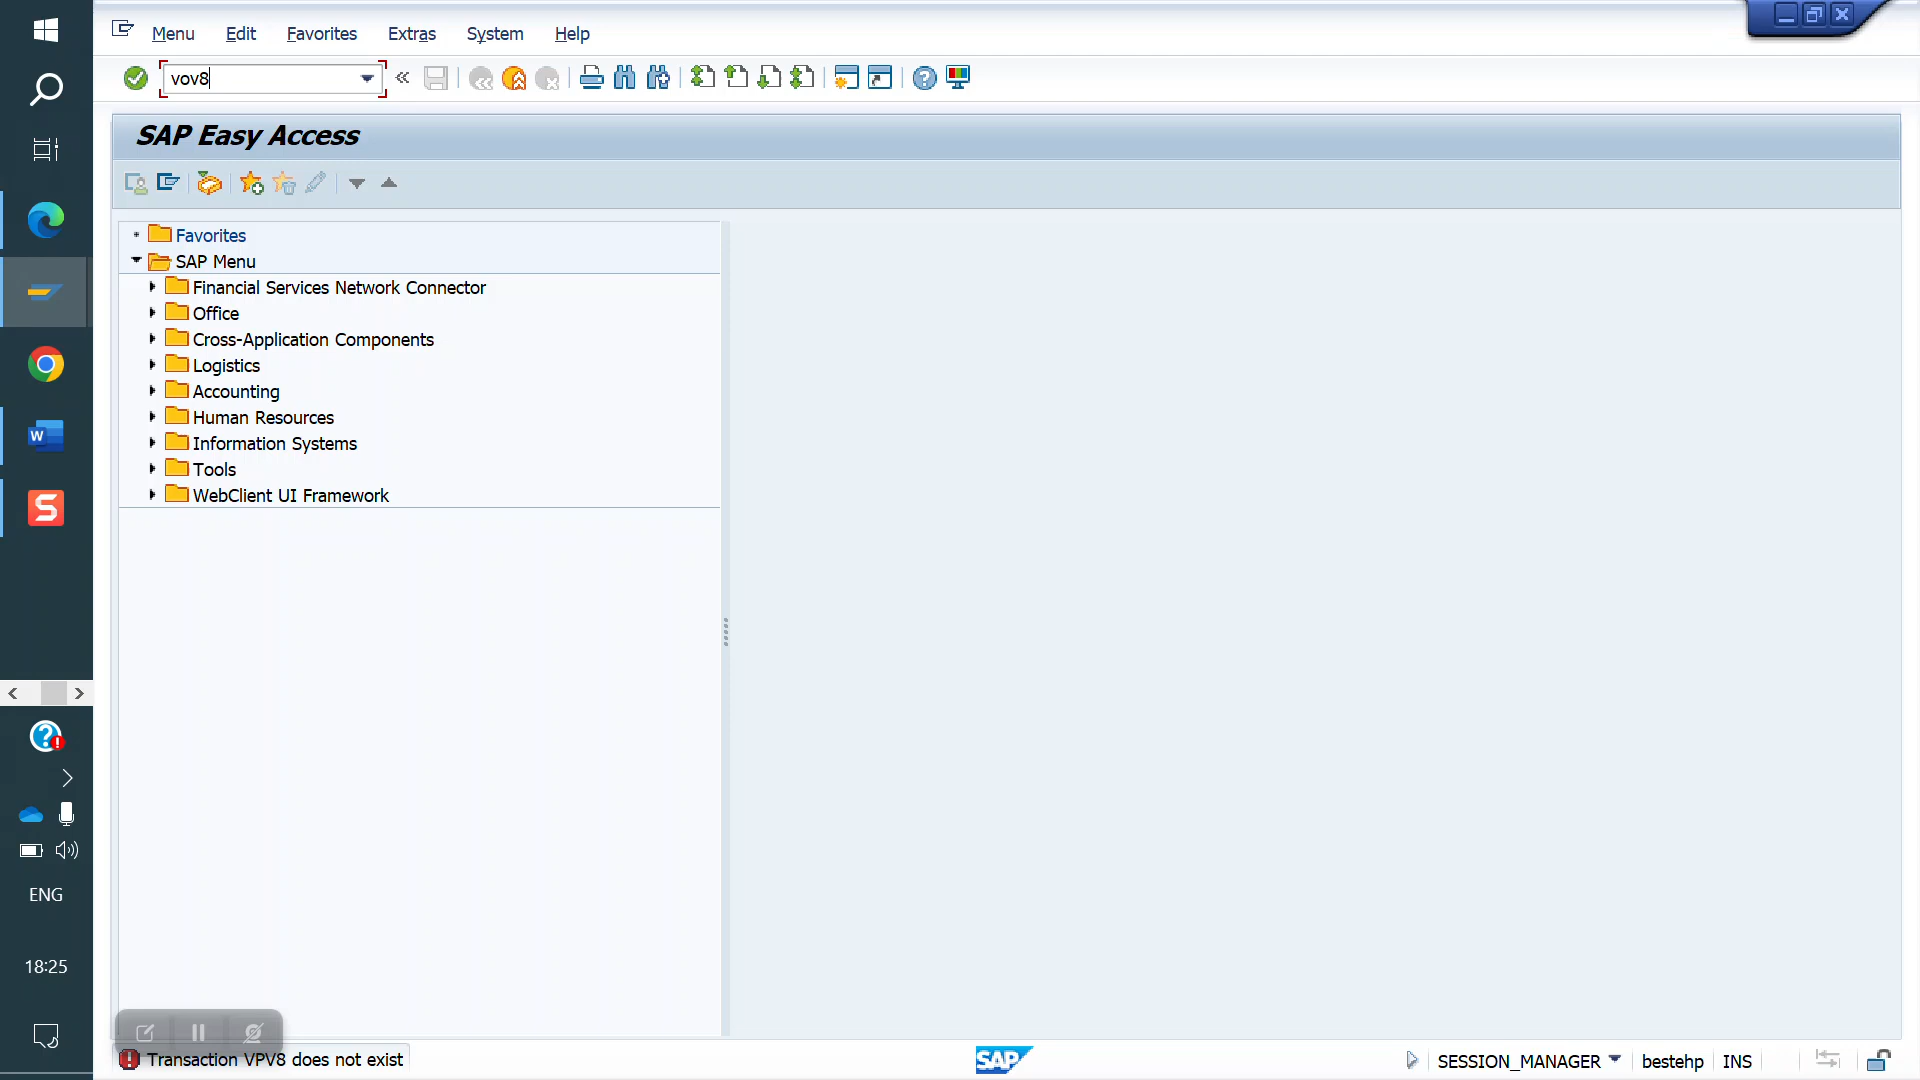 Menu Edit Favorites Extras System Help
vov8
SAP Easy Access
Favorites
SAP Menu
Financial Services Network Connector
Office
Cross-Application Components
Logistics
Accounting
Human Resources
Information Systems
Tools
WebClient UI Framework
ENG
18:25
Transaction VPV8 does not exist
SAP
SESSION_MANAGER bestehp INS